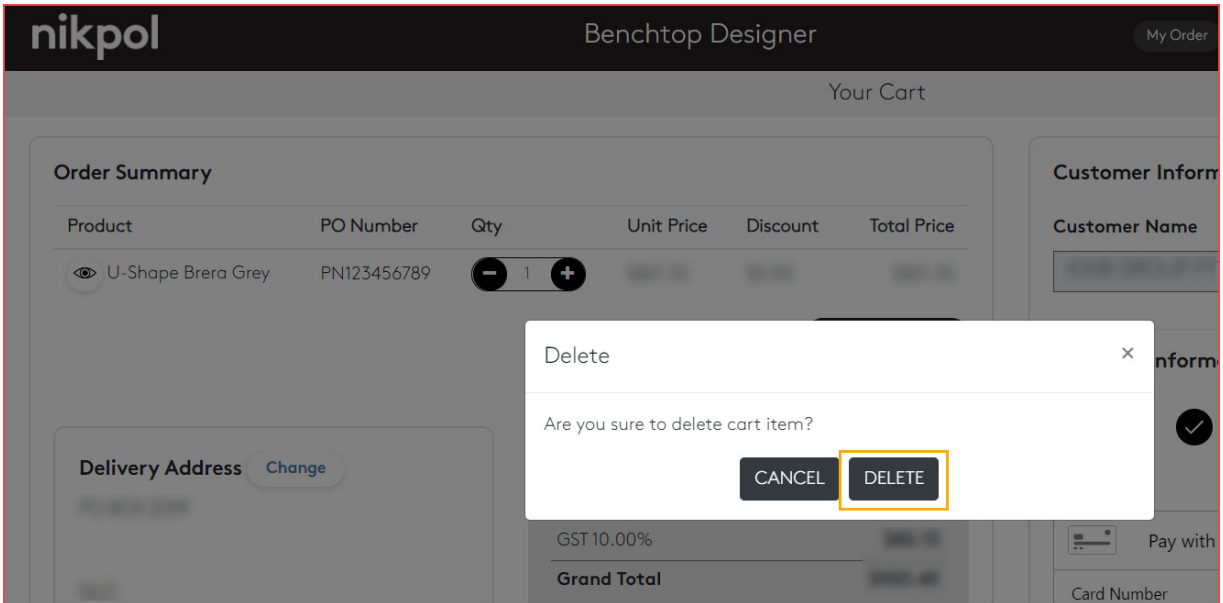 nikpol
Benchtop Designer
My Order
Your Cart
Order Summary
Product PO Number Qty Unit Price Discount Total Price
U-Shape Brera Grey PN123456789 1
Customer Inform
Customer Name
Delete ×
Are you sure to delete cart item?
CANCEL DELETE
nform
Delivery Address Change
GST 10.00%
Grand Total
Pay with
Card Number